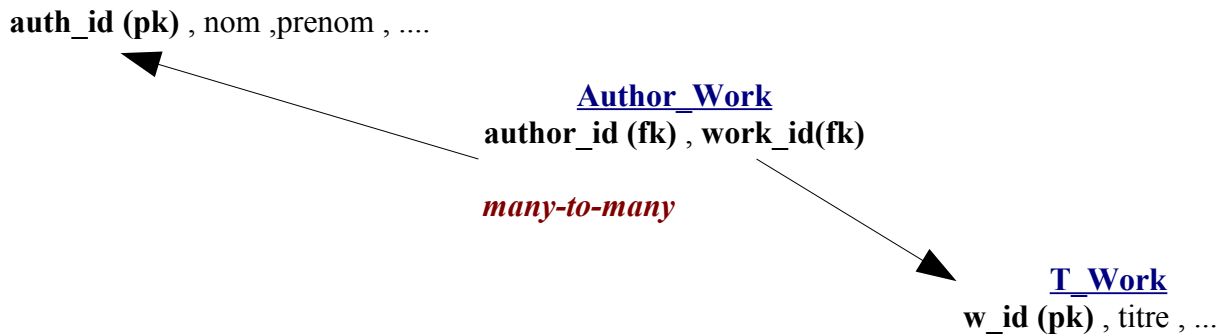 auth_id (pk) , nom ,prenom , ....
Author_Work
author_id (fk) , work_id(fk)
many-to-many
T_Work
w_id (pk) , titre , ...